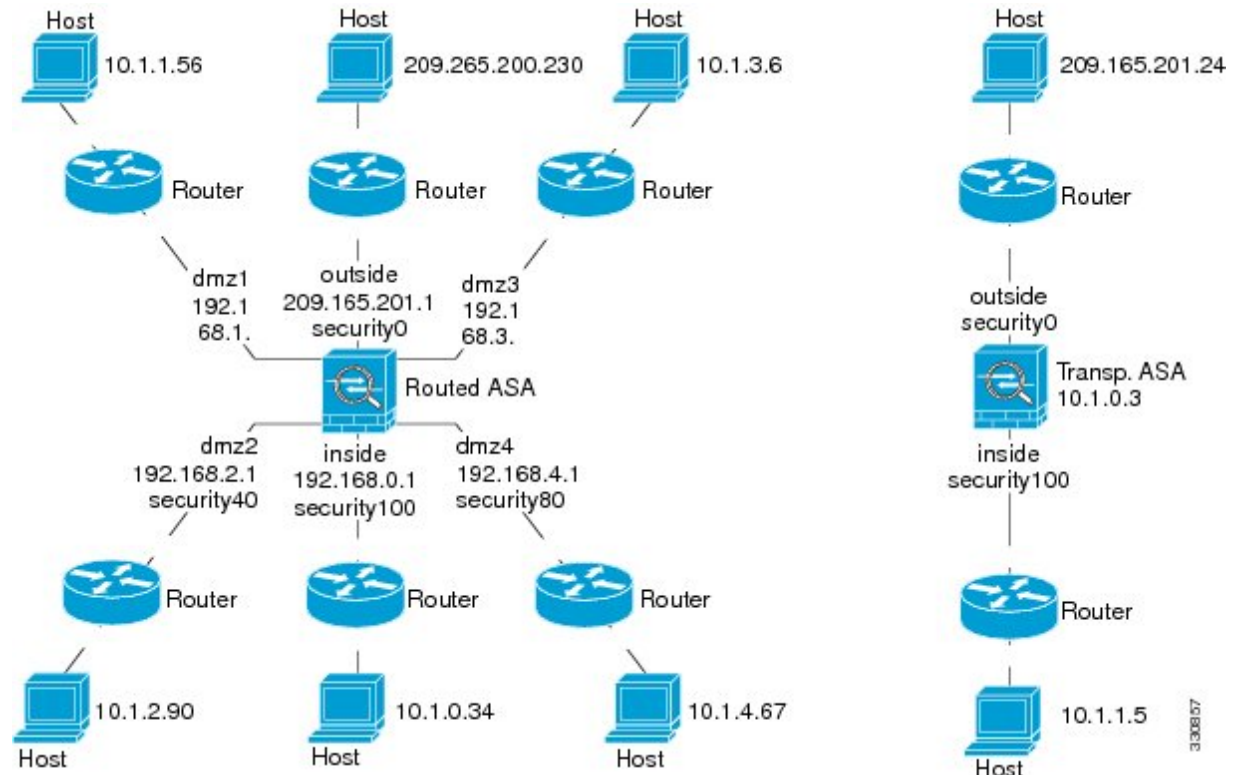 Host
10.1.1.56
Host
209.265.200.230
Host
10.1.3.6
Host
209.165.201.24
Router
Router
Router
Router
dmz1
192.1
68.1.
outside
209.165.201.1
security0
dmz3
192.1
68.3.
outside
security0
Routed ASA
Transp. ASA
10.1.0.3
dmz2
192.168.2.1
security40
inside
192.168.0.1
security100
dmz4
192.168.4.1
security80
inside
security100
Router
Router
Router
Router
10.1.2.90
Host
10.1.0.34
Host
10.1.4.67
Host
10.1.1.5
Host
330857